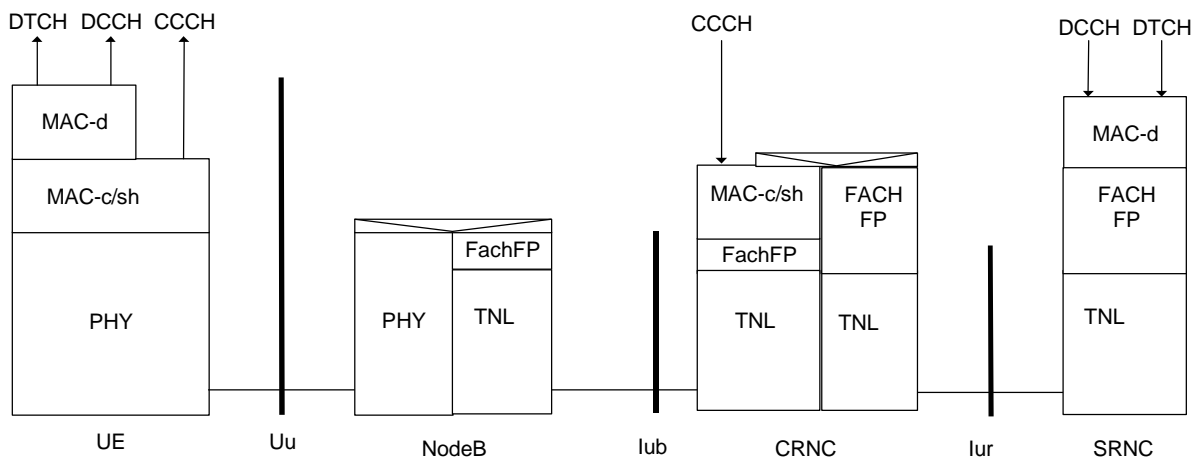 DTCH DCCH CCCH
CCCH
DCCH DTCH
MAC-d
MAC-d
MAC-c/sh
MAC-c/sh
FACH
FP
FACH
FP
FachFP
FachFP
PHY
PHY
TNL
TNL
TNL
TNL
UE
Uu
NodeB
Iub
CRNC
Iur
SRNC